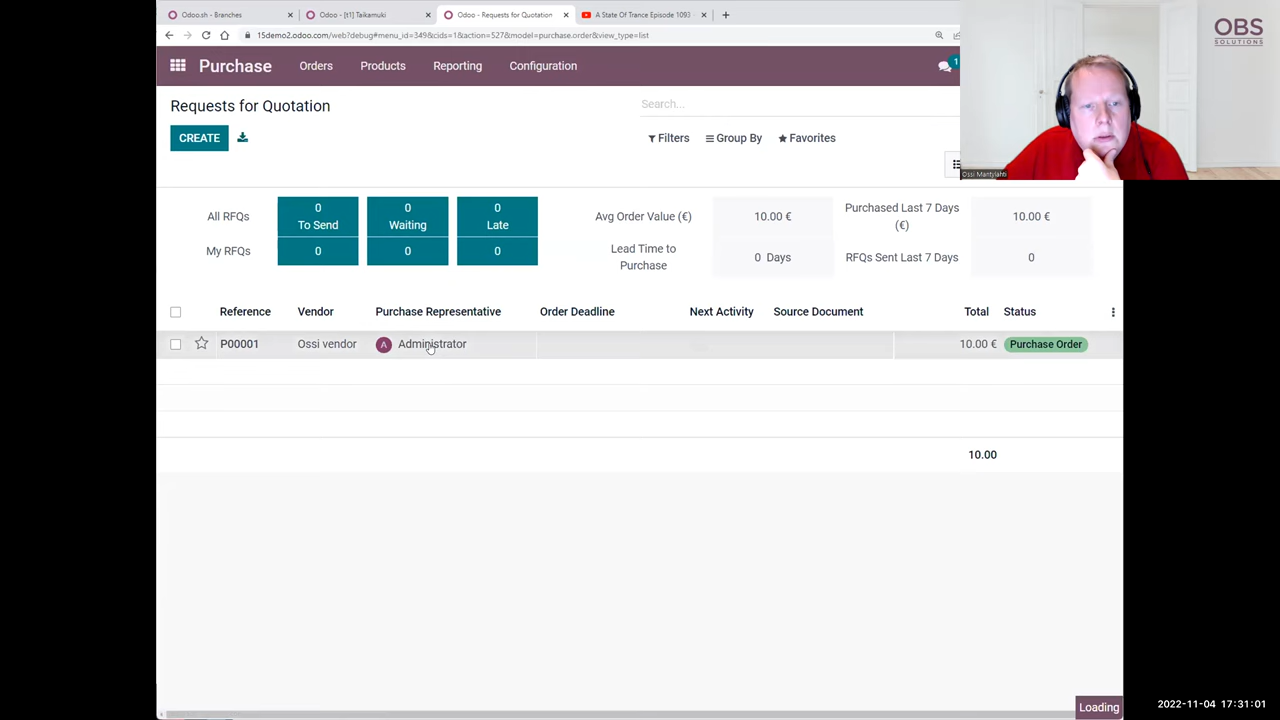 Odoo.sh - Branches
Odoo - [t1] Taikamuki
Odoo - Requests for Quotation
A State Of Trance Episode 1093
15demo2.odoo.com/web?debug#menu_id=349&cids=1&action=527&model=purchase.order&view_type=list
OBS
SOLUTIONS
Purchase
Orders
Products
Reporting
Configuration
1
Requests for Quotation
Search...
CREATE
Filters
Group By
Favorites
Ossi Mantylahti
All RFQs
0
To Send
0
Waiting
0
Late
My RFQs
0
0
0
Avg Order Value (€)
10.00 €
Purchased Last 7 Days
(€)
10.00 €
Lead Time to
Purchase
0 Days
RFQs Sent Last 7 Days
0
Reference Vendor Purchase Representative Order Deadline Next Activity Source Document Total Status
P00001 Ossi vendor A Administrator 10.00 € Purchase Order
10.00
Loading
2022-11-04 17:31:01